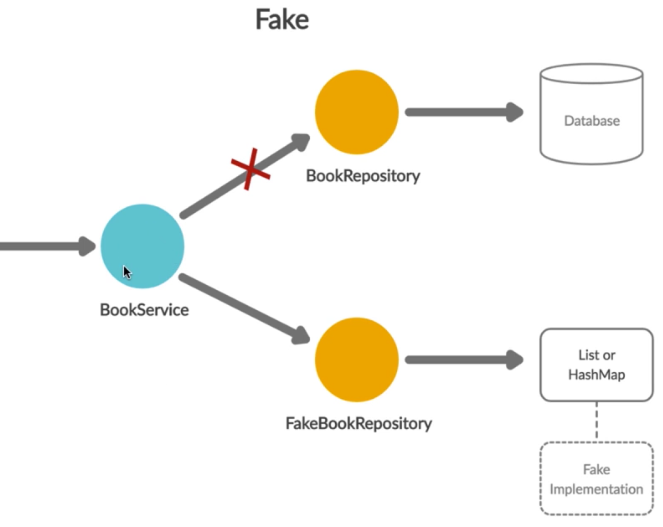 Fake
Database
BookRepository
BookService
List or
HashMap
FakeBookRepository
Fake
Implementation